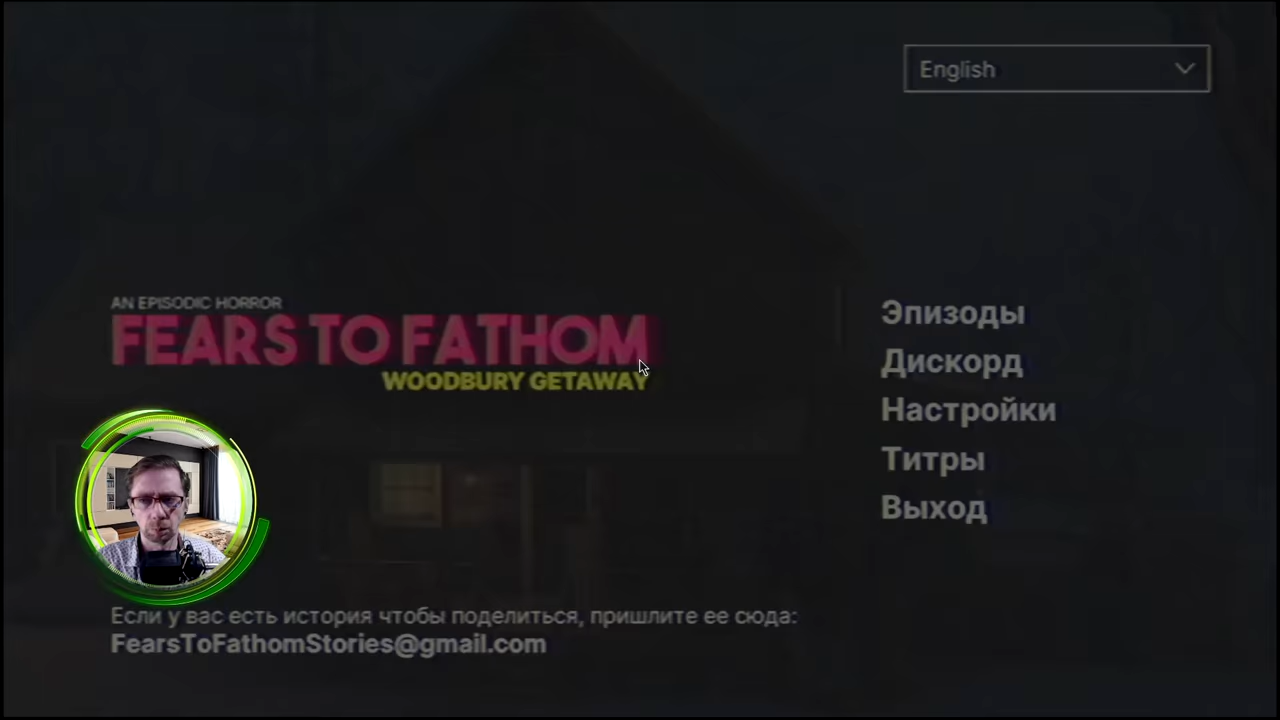 English
AN EPISODIC HORROR
FEARS TO FATHOM
WOODBURY GETAWAY
Эпизоды
Дискорд
Настройки
Титры
Выход
Если у вас есть история чтобы поделиться, пришлите ее сюда:
FearsToFathomStories@gmail.com